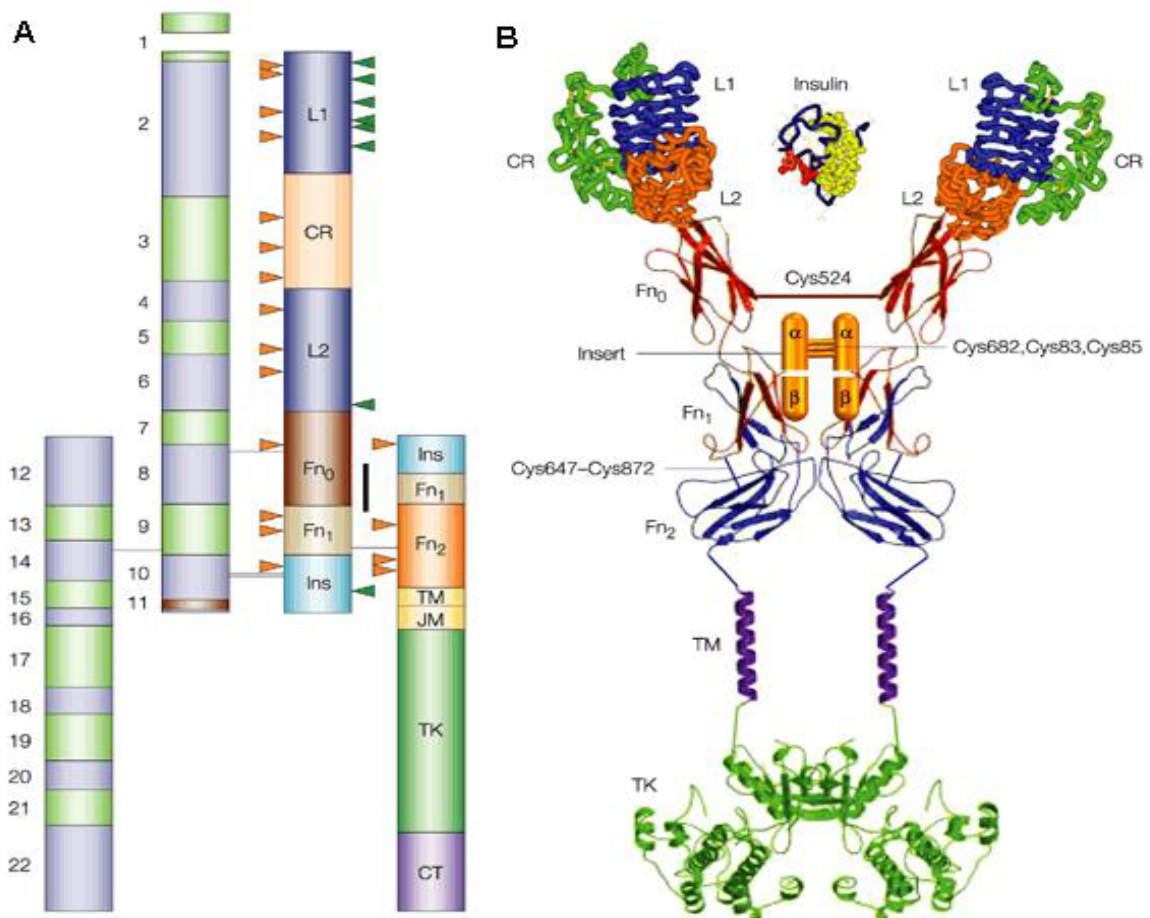 A
1
2
3
4
5
6
7
8
9
10
11
12
13
14
15
16
17
18
19
20
21
22
L1
CR
L2
Fn0
Fn1
Ins
Ins
Fn1
Fn2
TM
JM
TK
CT
B
L1
Insulin
L1
CR
CR
L2
L2
Cys524
Fn0
α α
Insert
Cys682,Cys83,Cys85
β β
Fn1
Cys647–Cys872
Fn2
TM
TK